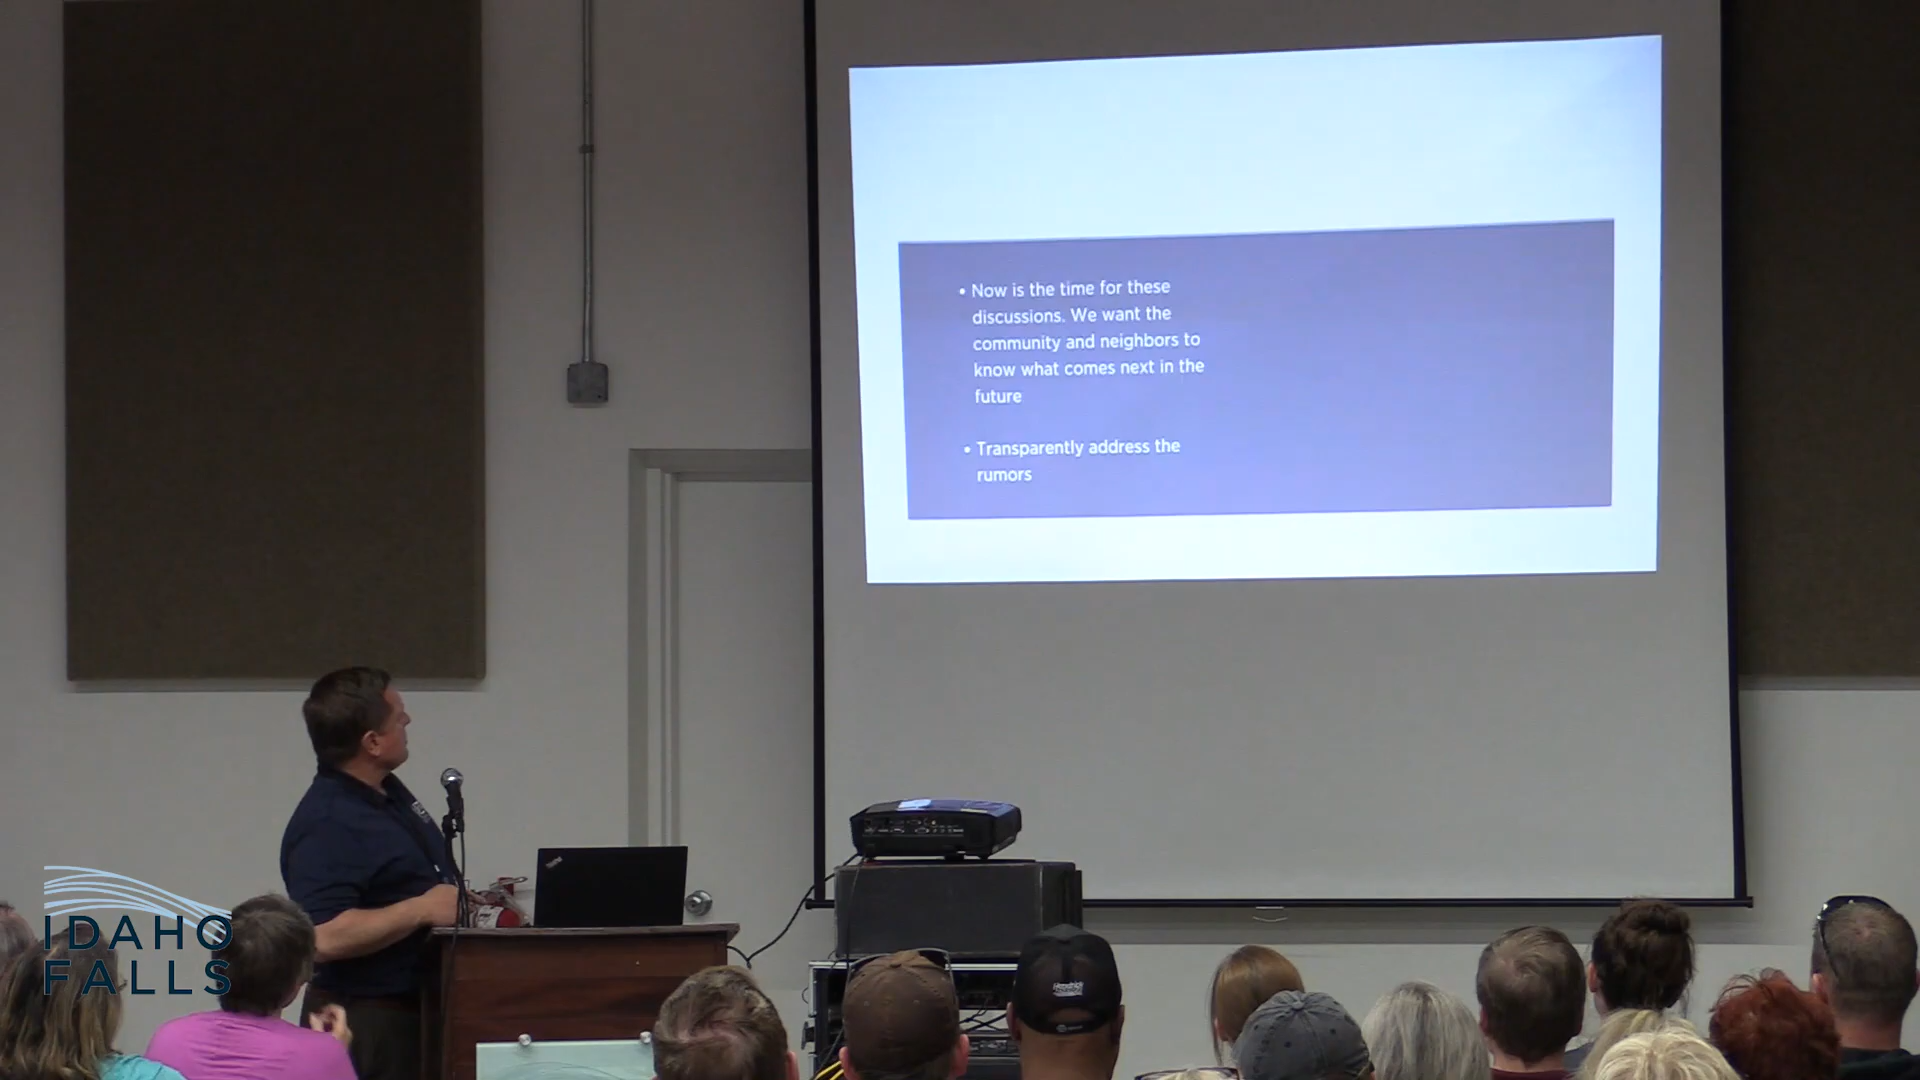 • Now is the time for these
discussions. We want the
community and neighbors to
know what comes next in the
future
• Transparently address the
rumors
IDAHO
FALLS